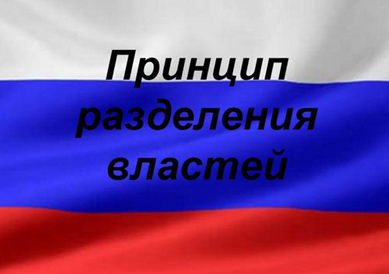 Принцип
разделения
властей